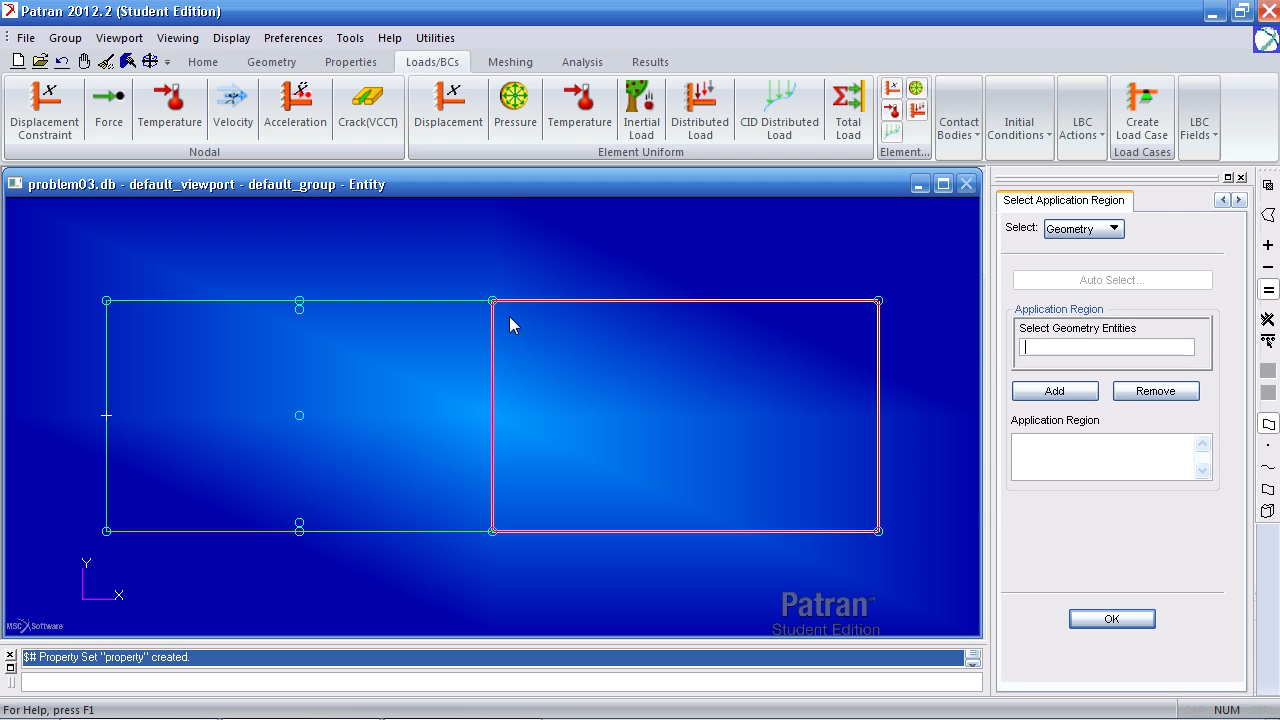 Patran 2012.2 (Student Edition)
File Group Viewport Viewing Display Preferences Tools Help Utilities
Home Geometry Properties Loads/BCs Meshing Analysis Results
Displacement Constraint
Force
Temperature
Velocity
Acceleration
Crack(VCCT)
Displacement
Pressure
Temperature
Inertial Load
Distributed Load
CID Distributed Load
Total Load
Contact Bodies
Initial Conditions
LBC Actions
Create Load Case
LBC Fields
Nodal
Element Uniform
Element...
Load Cases
problem03.db - default_viewport - default_group - Entity
Select Application Region
Select: Geometry
Auto Select...
Application Region
Select Geometry Entities
Add Remove
Application Region
OK
Y
X
MSC Software
Patran™
Student Edition
$# Property Set "property" created.
For Help, press F1
NUM